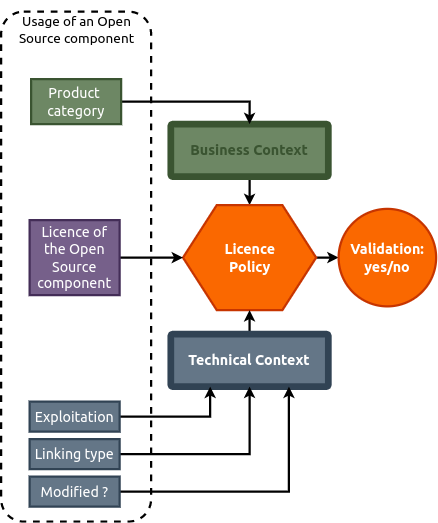 Usage of an Open
Source component
Product
category
Business Context
Licence of
the Open
Source
component
Licence
Policy
Validation:
yes/no
Technical Context
Exploitation
Linking type
Modified ?